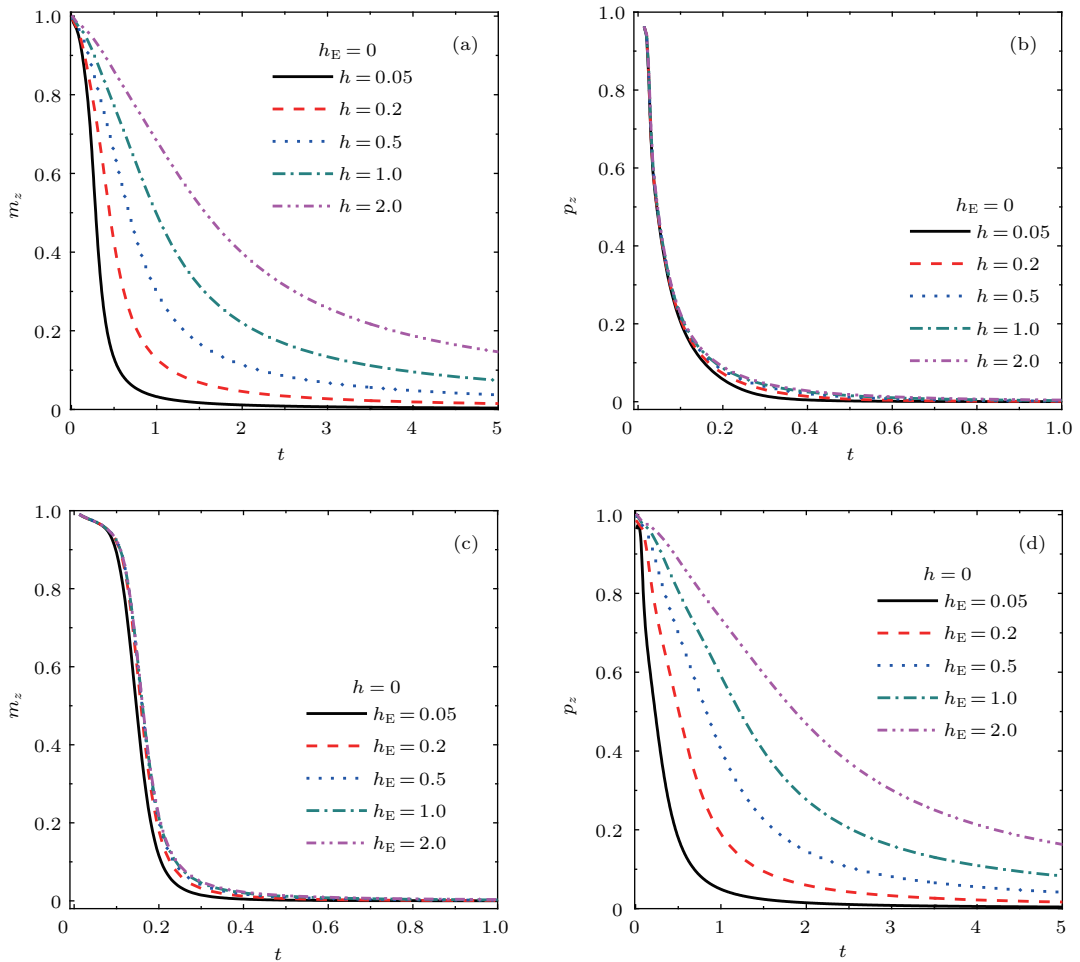 (a)
h_E = 0
h = 0.05
h = 0.2
h = 0.5
h = 1.0
h = 2.0
1.0
0.8
0.6
0.4
0.2
0
m_z
0 1 2 3 4 5
t
(b)
h_E = 0
h = 0.05
h = 0.2
h = 0.5
h = 1.0
h = 2.0
1.0
0.8
0.6
0.4
0.2
0
p_z
0 0.2 0.4 0.6 0.8 1.0
t
(c)
h = 0
h_E = 0.05
h_E = 0.2
h_E = 0.5
h_E = 1.0
h_E = 2.0
1.0
0.8
0.6
0.4
0.2
0
m_z
0 0.2 0.4 0.6 0.8 1.0
t
(d)
h = 0
h_E = 0.05
h_E = 0.2
h_E = 0.5
h_E = 1.0
h_E = 2.0
1.0
0.8
0.6
0.4
0.2
0
p_z
0 1 2 3 4 5
t